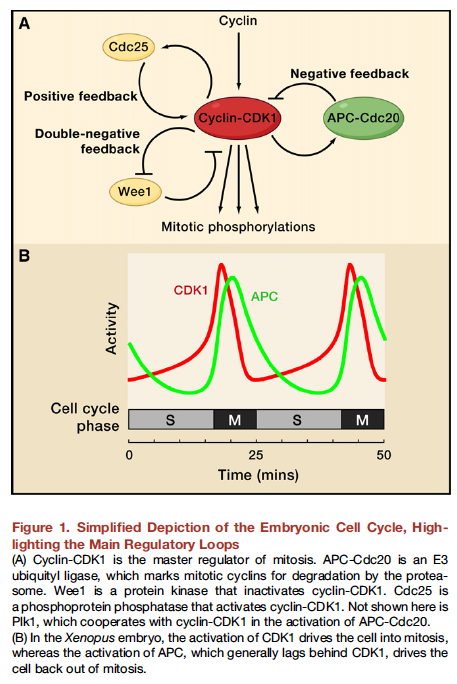 A
Cyclin
Cdc25
Negative feedback
Positive feedback
Cyclin-CDK1
APC-Cdc20
Double-negative
feedback
Wee1
Mitotic phosphorylations
B
CDK1
APC
Activity
Cell cycle
phase
S
M
S
M
0
25
50
Time (mins)
Figure 1. Simplified Depiction of the Embryonic Cell Cycle, High-
lighting the Main Regulatory Loops
(A) Cyclin-CDK1 is the master regulator of mitosis. APC-Cdc20 is an E3
ubiquityl ligase, which marks mitotic cyclins for degradation by the protea-
some. Wee1 is a protein kinase that inactivates cyclin-CDK1. Cdc25 is
a phosphoprotein phosphatase that activates cyclin-CDK1. Not shown here is
Plk1, which cooperates with cyclin-CDK1 in the activation of APC-Cdc20.
(B) In the Xenopus embryo, the activation of CDK1 drives the cell into mitosis,
whereas the activation of APC, which generally lags behind CDK1, drives the
cell back out of mitosis.